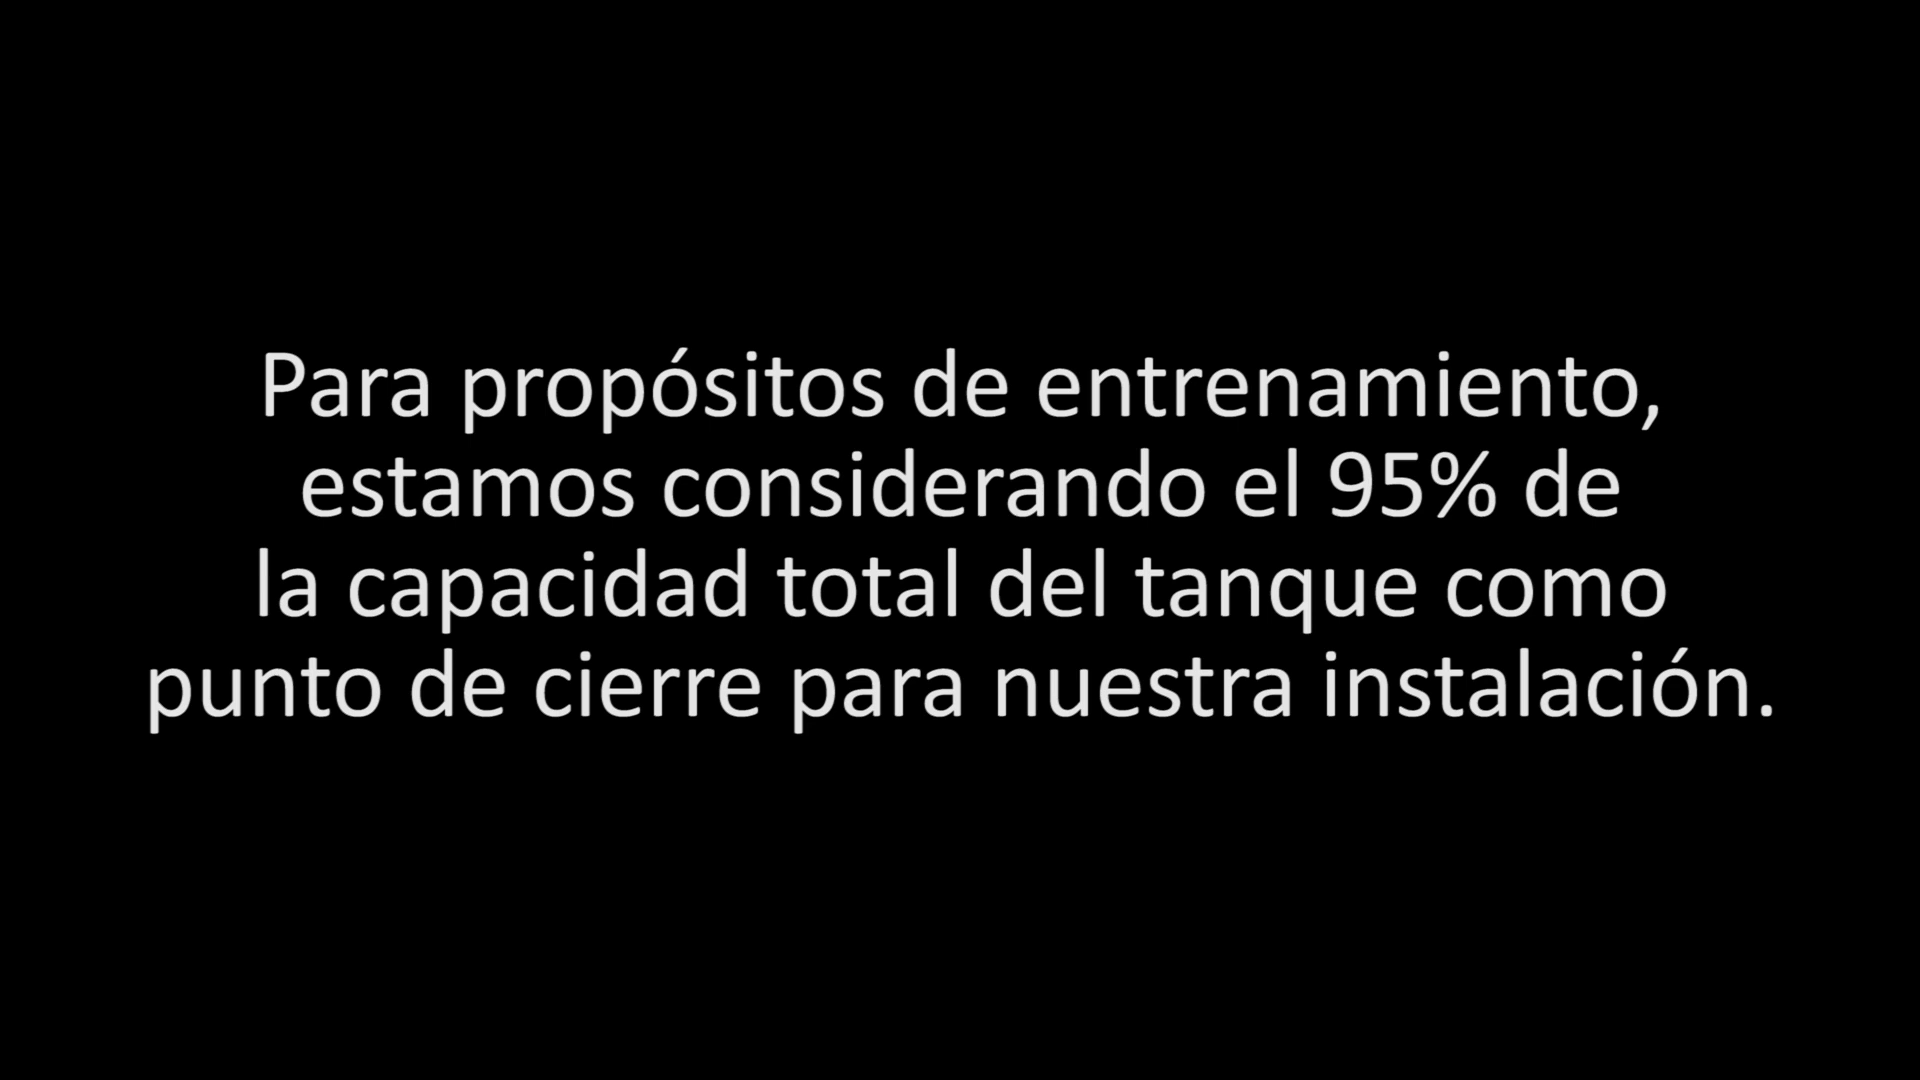 Para propósitos de entrenamiento,
estamos considerando el 95% de
la capacidad total del tanque como
punto de cierre para nuestra instalación.